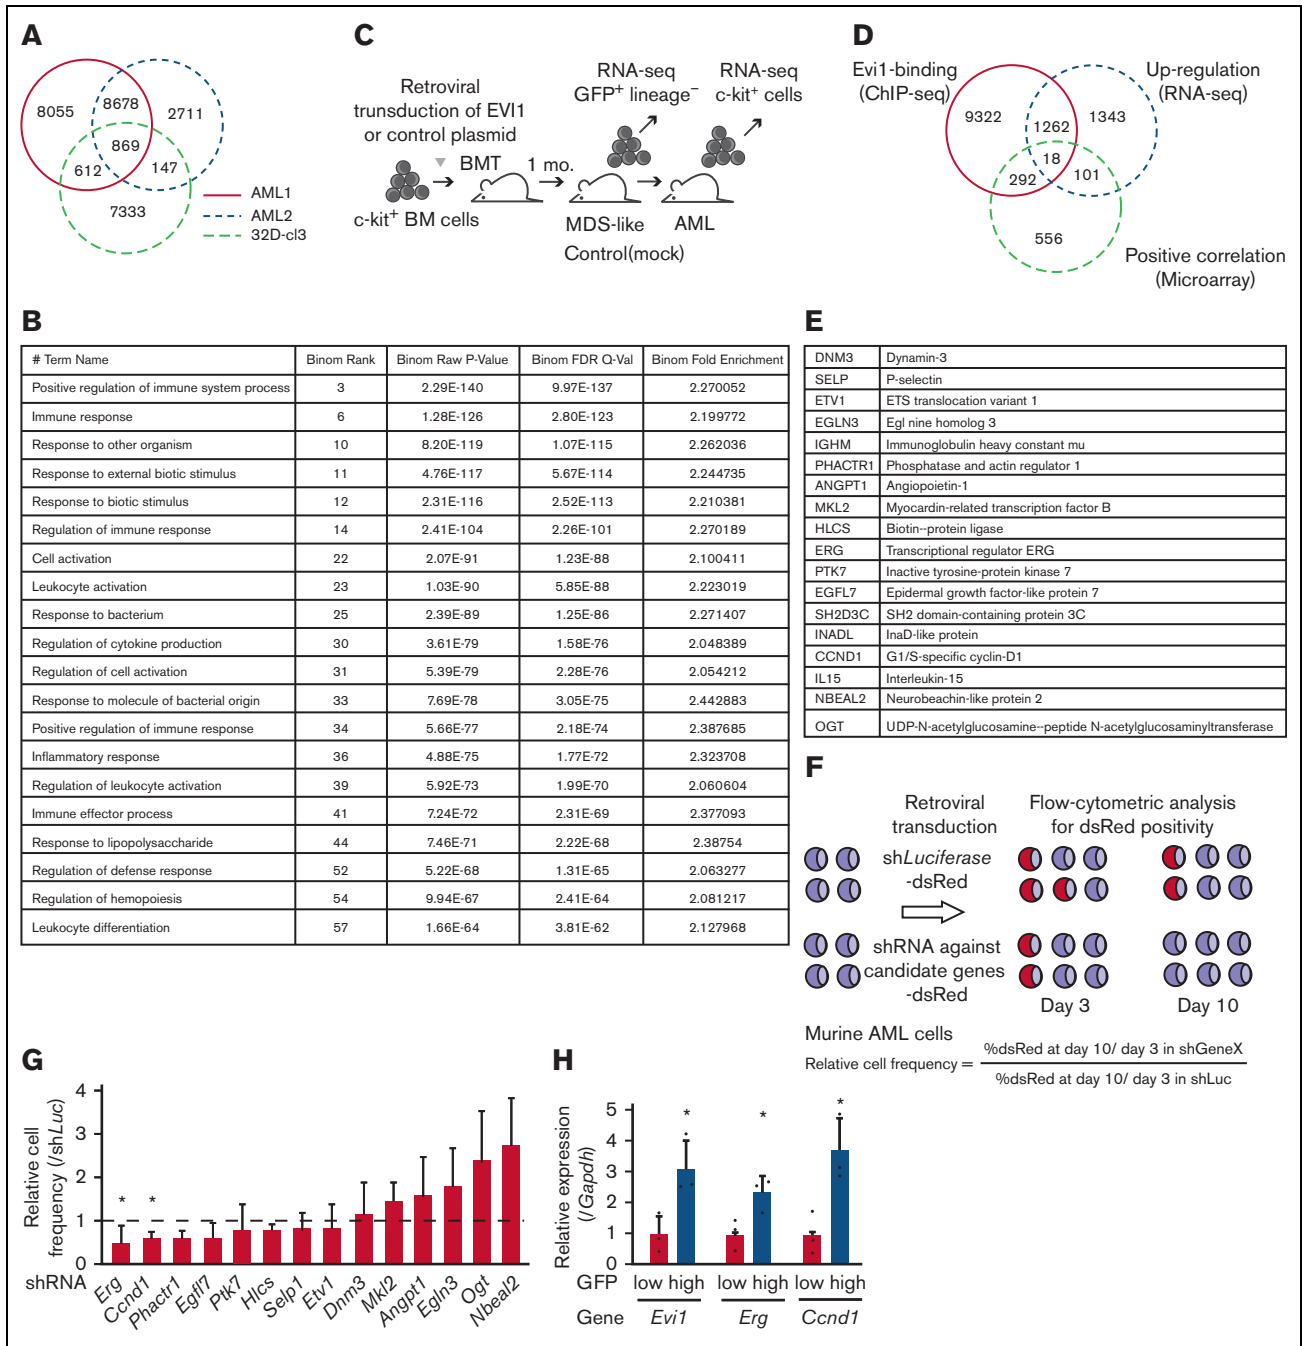 A
8055
8678
2711
869
612
147
7333
AML1
AML2
32D-cl3
C
Retroviral
trunsduction of EVI1
or control plasmid
c-kit+ BM cells
BMT
1 mo.
RNA-seq
GFP+ lineage−
RNA-seq
c-kit+ cells
MDS-like
AML
Control(mock)
D
Evi1-binding
(ChIP-seq)
Up-regulation
(RNA-seq)
9322
1262
1343
18
292
101
556
Positive correlation
(Microarray)
B
# Term Name Binom Rank Binom Raw P-Value Binom FDR Q-Val Binom Fold Enrichment
Positive regulation of immune system process 3 2.29E-140 9.97E-137 2.270052
Immune response 6 1.28E-126 2.80E-123 2.199772
Response to other organism 10 8.20E-119 1.07E-115 2.262036
Response to external biotic stimulus 11 4.76E-117 5.67E-114 2.244735
Response to biotic stimulus 12 2.31E-116 2.52E-113 2.210381
Regulation of immune response 14 2.41E-104 2.26E-101 2.270189
Cell activation 22 2.07E-91 1.23E-88 2.100411
Leukocyte activation 23 1.03E-90 5.85E-88 2.223019
Response to bacterium 25 2.39E-89 1.25E-86 2.271407
Regulation of cytokine production 30 3.61E-79 1.58E-76 2.048389
Regulation of cell activation 31 5.39E-79 2.28E-76 2.054212
Response to molecule of bacterial origin 33 7.69E-78 3.05E-75 2.442883
Positive regulation of immune response 34 5.66E-77 2.18E-74 2.387685
Inflammatory response 36 4.88E-75 1.77E-72 2.323708
Regulation of leukocyte activation 39 5.92E-73 1.99E-70 2.060604
Immune effector process 41 7.24E-72 2.31E-69 2.377093
Response to lipopolysaccharide 44 7.46E-71 2.22E-68 2.38754
Regulation of defense response 52 5.22E-68 1.31E-65 2.063277
Regulation of hemopoiesis 54 9.94E-67 2.41E-64 2.081217
Leukocyte differentiation 57 1.66E-64 3.81E-62 2.127968
E
DNM3 Dynamin-3
SELP P-selectin
ETV1 ETS translocation variant 1
EGLN3 Egl nine homolog 3
IGHM Immunoglobulin heavy constant mu
PHACTR1 Phosphatase and actin regulator 1
ANGPT1 Angiopoietin-1
MKL2 Myocardin-related transcription factor B
HLCS Biotin--protein ligase
ERG Transcriptional regulator ERG
PTK7 Inactive tyrosine-protein kinase 7
EGFL7 Epidermal growth factor-like protein 7
SH2D3C SH2 domain-containing protein 3C
INADL InaD-like protein
CCND1 G1/S-specific cyclin-D1
IL15 Interleukin-15
NBEAL2 Neurobeachin-like protein 2
OGT UDP-N-acetylglucosamine--peptide N-acetylglucosaminyltransferase
F
Retroviral
transduction
Flow-cytometric analysis
for dsRed positivity
shLuciferase
-dsRed
shRNA against
candidate genes
-dsRed
Day 3
Day 10
Murine AML cells
Relative cell frequency = %dsRed at day 10/ day 3 in shGeneX
%dsRed at day 10/ day 3 in shLuc
G
Relative cell
frequency (/shLuc)
4
3
2
1
0
* *
shRNA
Erg
Ccnd1
Phactr1
Egfl7
Ptk7
Hlcs
Selp1
Etv1
Dnm3
Mkl2
Angpt1
Egln3
Ogt
Nbeal2
H
Relative expression
(/Gapdh)
5
4
3
2
1
0
* * *
GFP low high low high low high
Gene Evi1 Erg Ccnd1